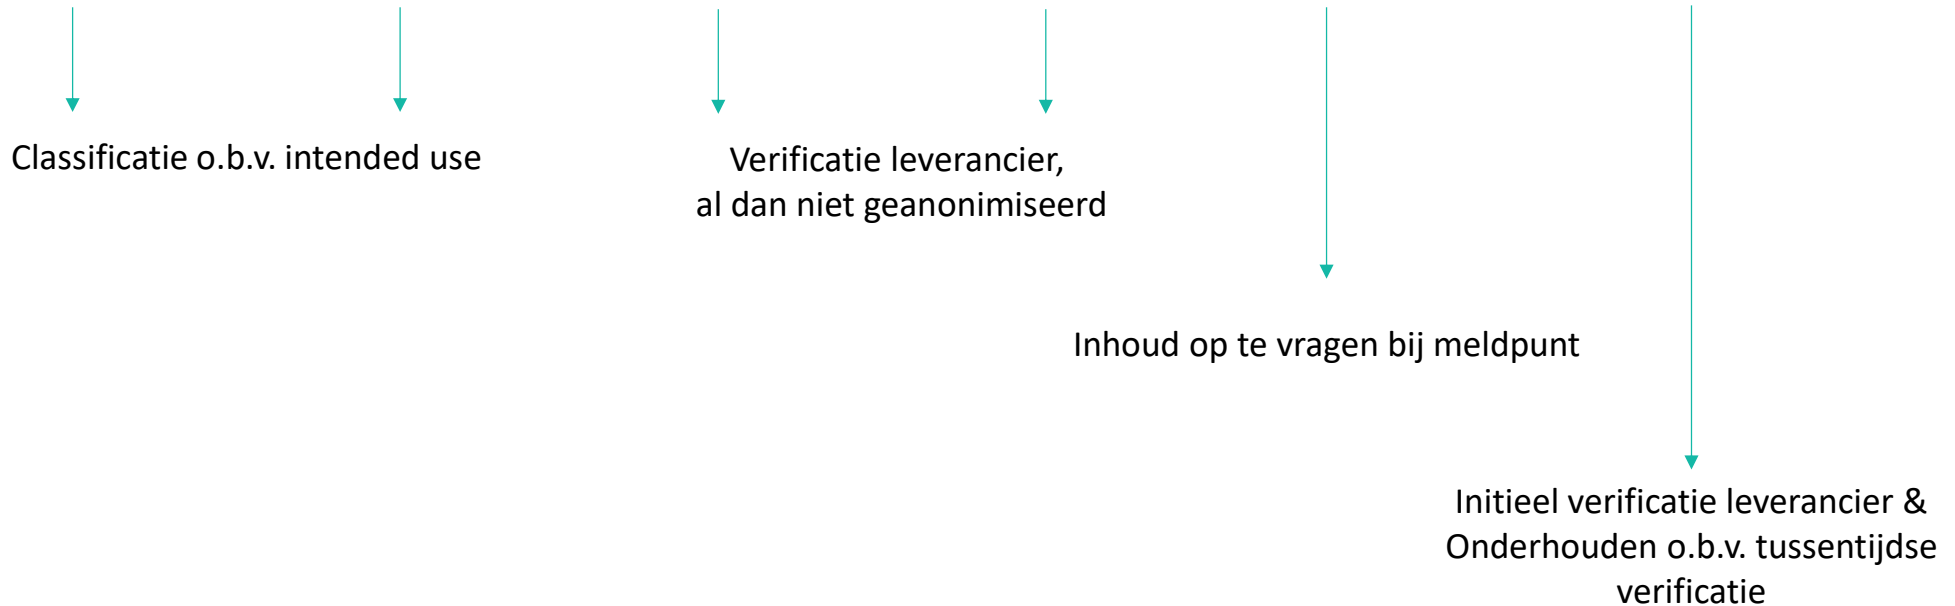 Classificatie o.b.v. intended use
Verificatie leverancier,
al dan niet geanonimiseerd
Inhoud op te vragen bij meldpunt
Initieel verificatie leverancier &
Onderhouden o.b.v. tussentijdse
verificatie